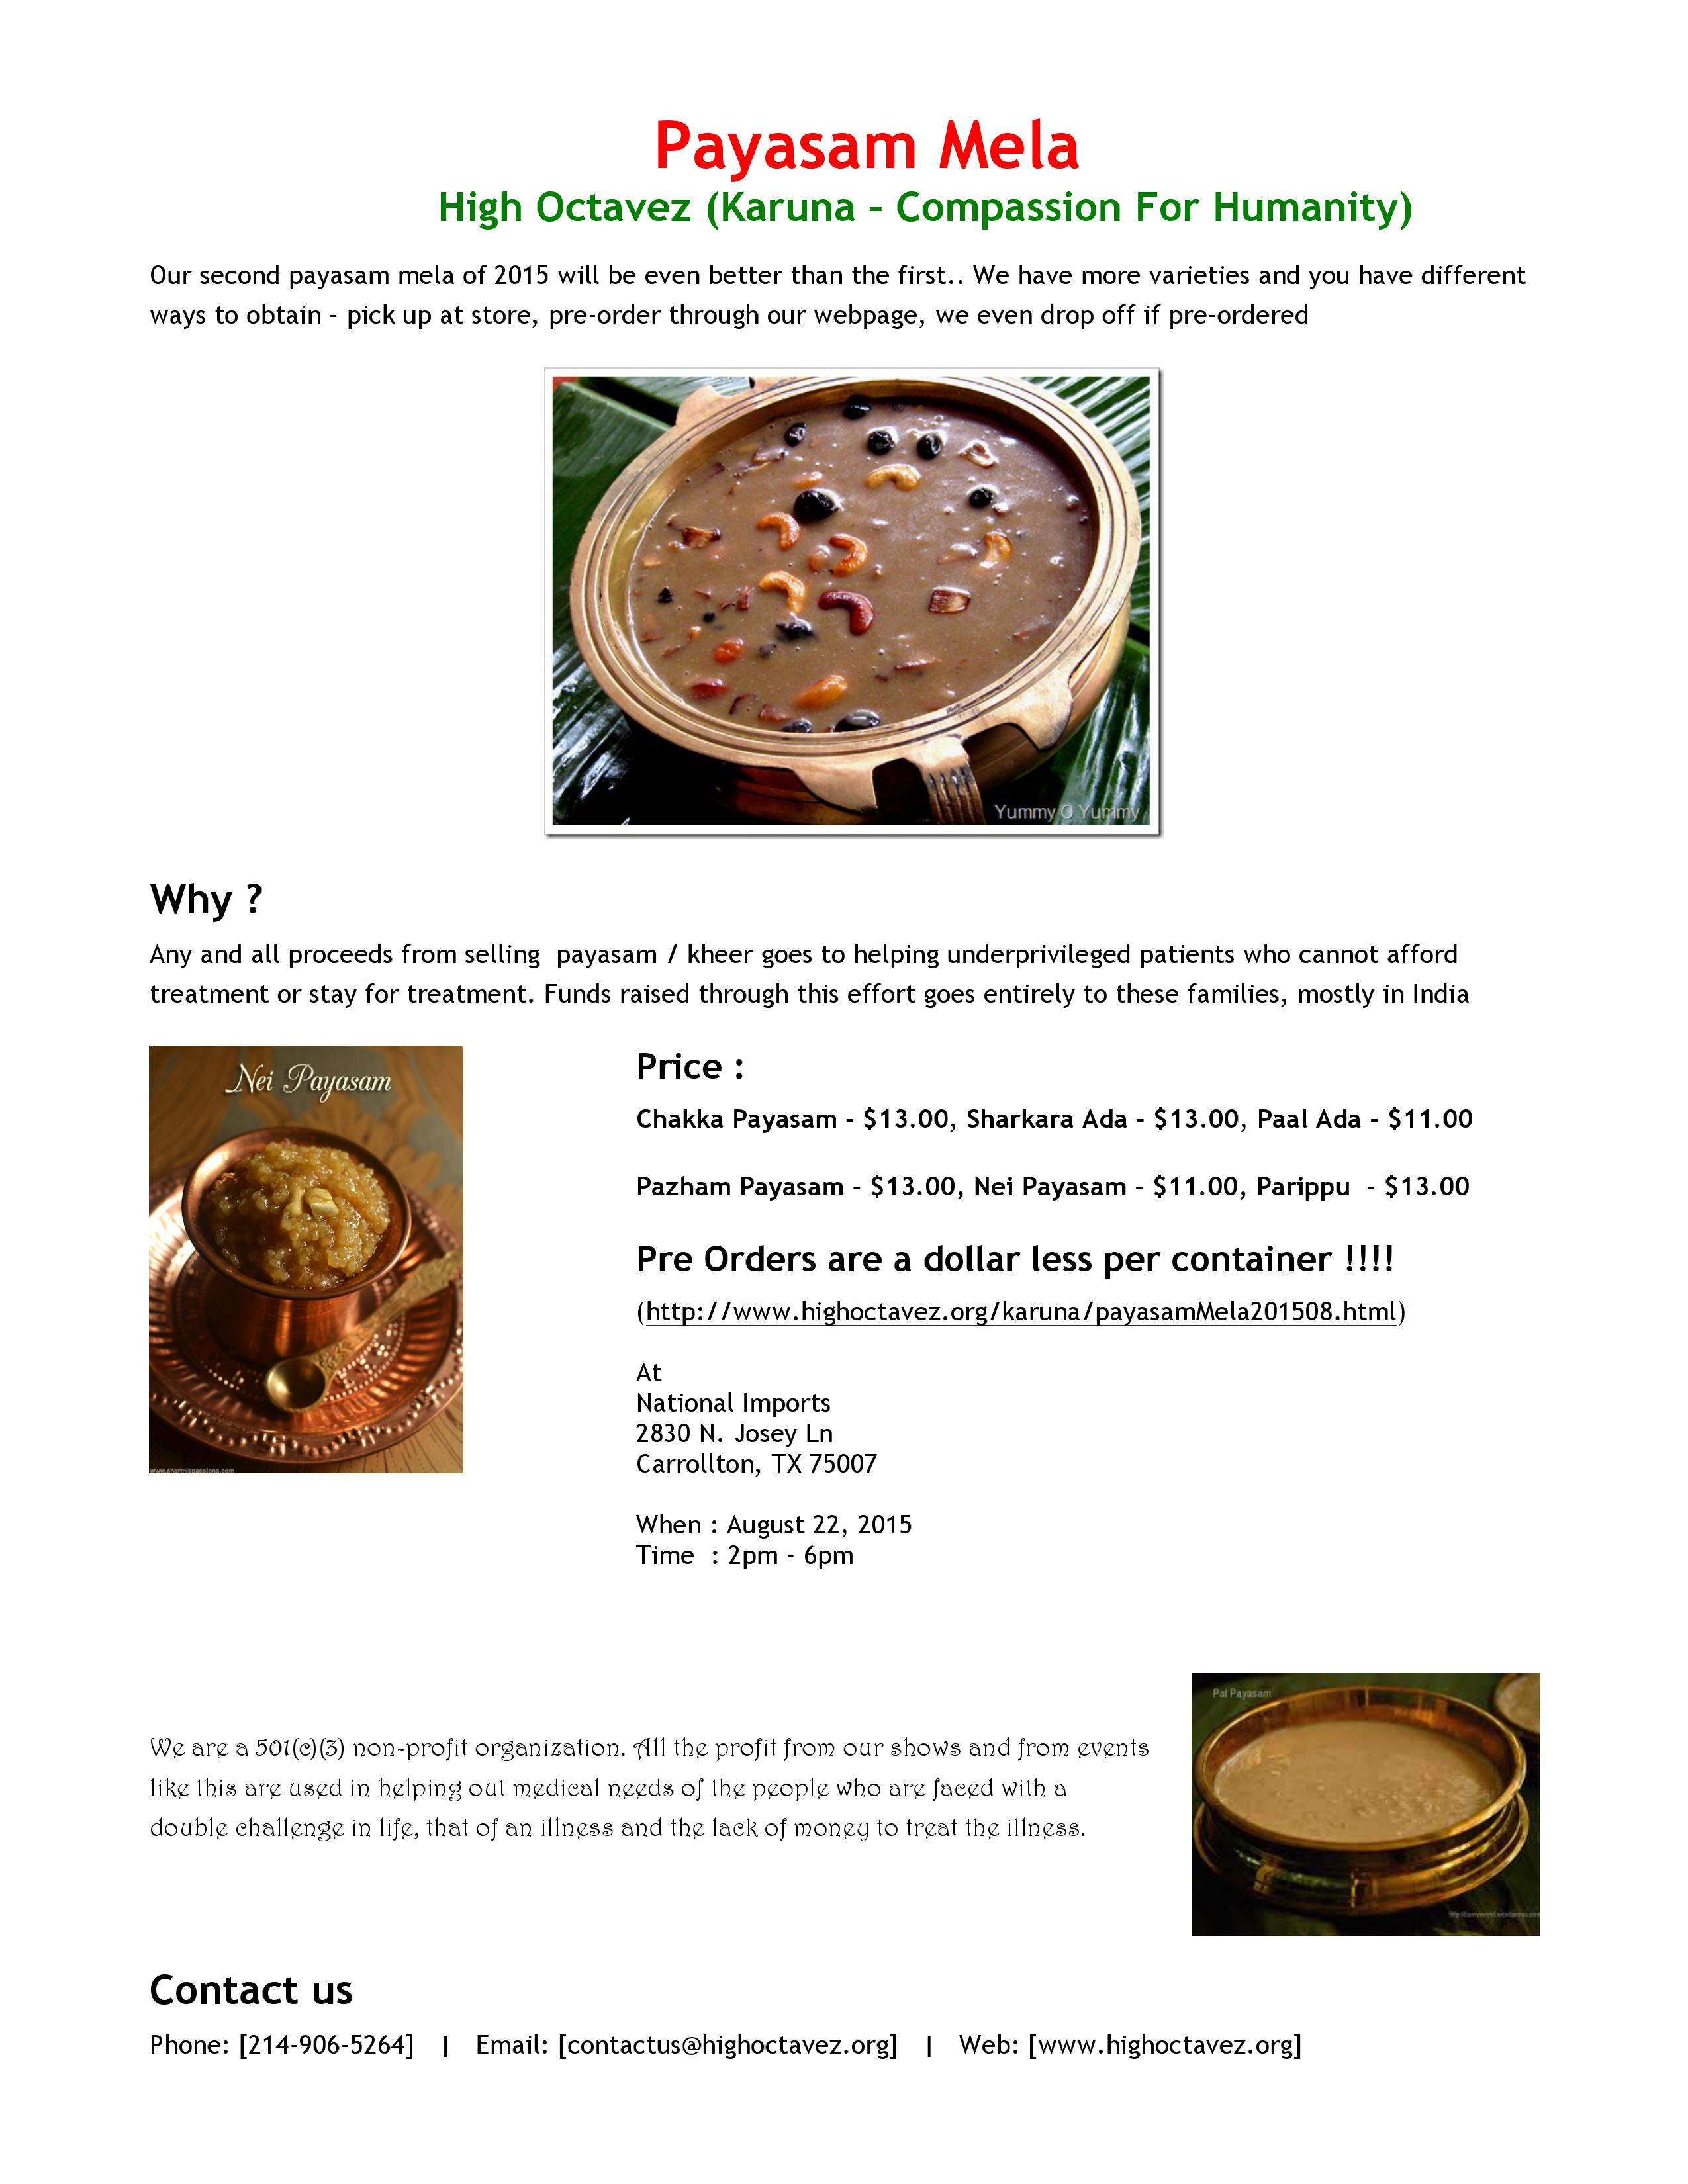 Payasam Mela
High Octavez (Karuna – Compassion For Humanity)
Our second payasam mela of 2015 will be even better than the first.. We have more varieties and you have different
ways to obtain – pick up at store, pre-order through our webpage, we even drop off if pre-ordered
Yummy O Yummy
Why ?
Any and all proceeds from selling  payasam / kheer goes to helping underprivileged patients who cannot afford
treatment or stay for treatment. Funds raised through this effort goes entirely to these families, mostly in India
Nei Payasam
www.sharmispassions.com
Price :
Chakka Payasam - $13.00, Sharkara Ada - $13.00, Paal Ada - $11.00
Pazham Payasam - $13.00, Nei Payasam - $11.00, Parippu  - $13.00
Pre Orders are a dollar less per container !!!!
(http://www.highoctavez.org/karuna/payasamMela201508.html)
At
National Imports
2830 N. Josey Ln
Carrollton, TX 75007
When : August 22, 2015
Time  : 2pm - 6pm
Pal Payasam
We are a 501(c)(3) non-profit organization. All the profit from our shows and from events
like this are used in helping out medical needs of the people who are faced with a
double challenge in life, that of an illness and the lack of money to treat the illness.
Contact us
Phone: [214-906-5264]   |   Email: [contactus@highoctavez.org]   |   Web: [www.highoctavez.org]